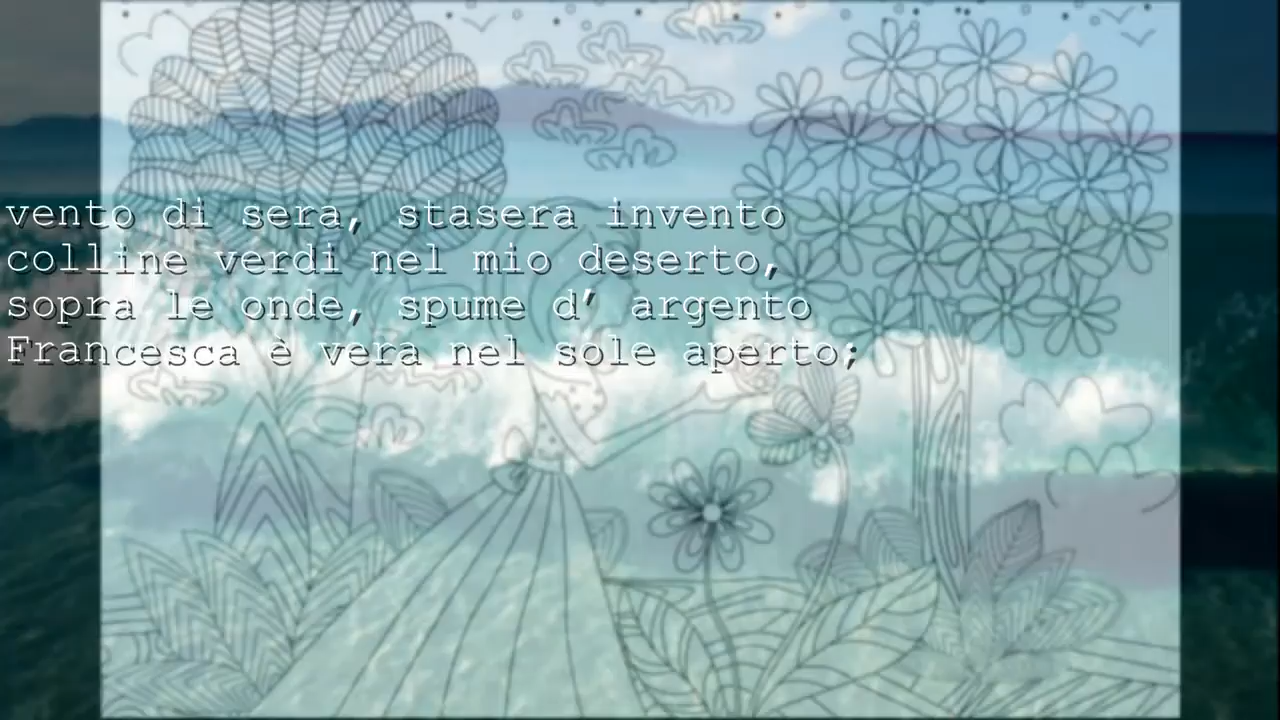 vento di sera, stasera invento
colline verdi nel mio deserto,
sopra le onde, spume d' argento
Francesca è vera nel sole aperto;